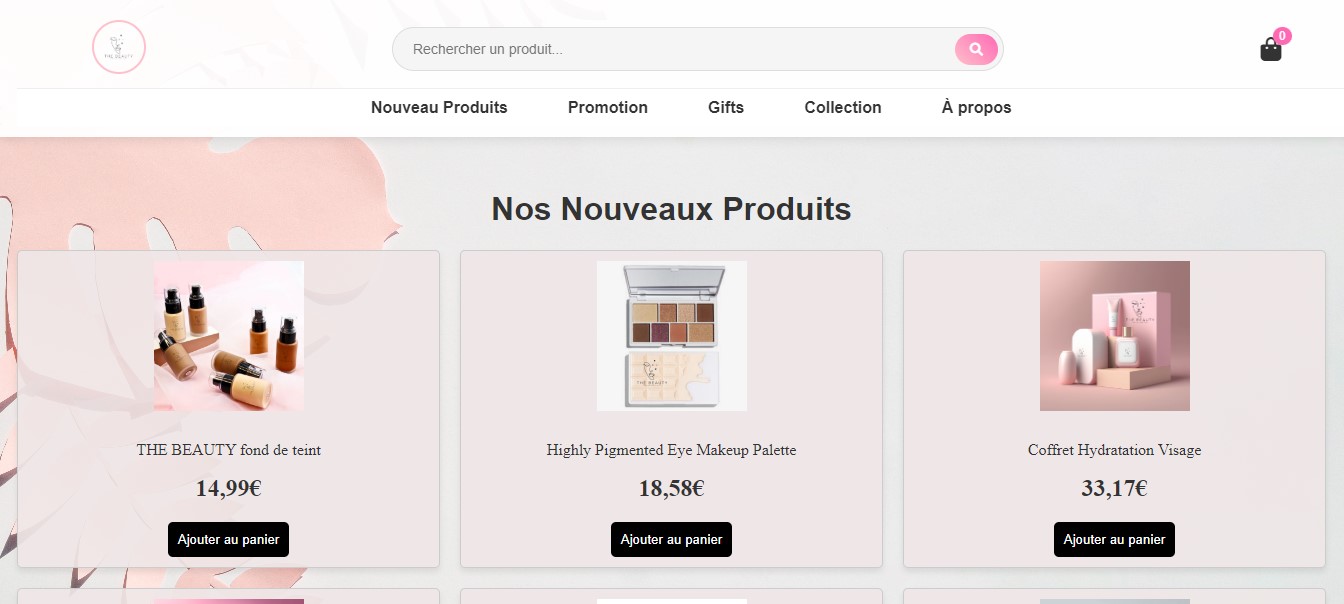 THE BEAUTY
Rechercher un produit...
0
Nouveau Produits Promotion Gifts Collection À propos
Nos Nouveaux Produits
THE BEAUTY
THE BEAUTY fond de teint
14,99€
Ajouter au panier
Highly Pigmented Eye Makeup Palette
18,58€
Ajouter au panier
Coffret Hydratation Visage
33,17€
Ajouter au panier